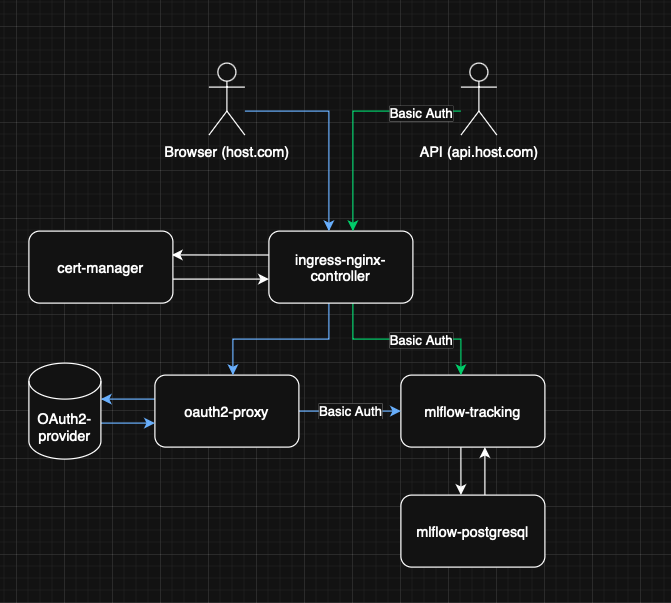 Basic Auth
Browser (host.com)
API (api.host.com)
cert-manager
ingress-nginx-
controller
Basic Auth
OAuth2-
provider
oauth2-proxy
Basic Auth
mlflow-tracking
mlflow-postgresql